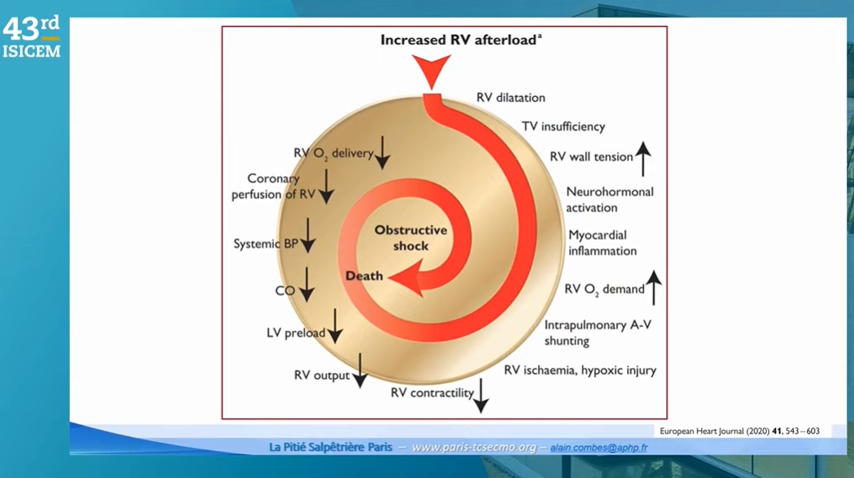 43rd
ISICEM
Increased RV afterloadª
RV dilatation
TV insufficiency
RV wall tension
Neurohormonal
activation
Myocardial
inflammation
RV O₂ demand
Intrapulmonary A-V
shunting
RV ischaemia, hypoxic injury
RV contractility
RV output
LV preload
CO
Systemic BP
Coronary
perfusion of RV
RV O₂ delivery
Obstructive
shock
Death
European Heart Journal (2020) 41, 543–603
La Pitié Salpêtrière Paris – www.paris-tcsecmo.org – alain.combes@aphp.fr